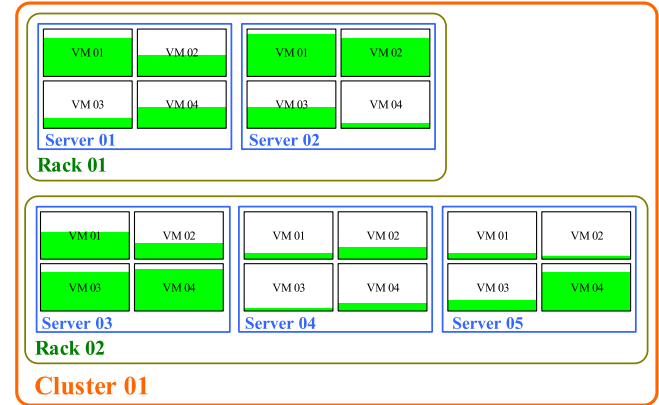 VM 01 VM 02 VM 01 VM 02
VM 03 VM 04 VM 03 VM 04
Server 01 Server 02
Rack 01
VM 01 VM 02 VM 01 VM 02 VM 01 VM 02
VM 03 VM 04 VM 03 VM 04 VM 03 VM 04
Server 03 Server 04 Server 05
Rack 02
Cluster 01